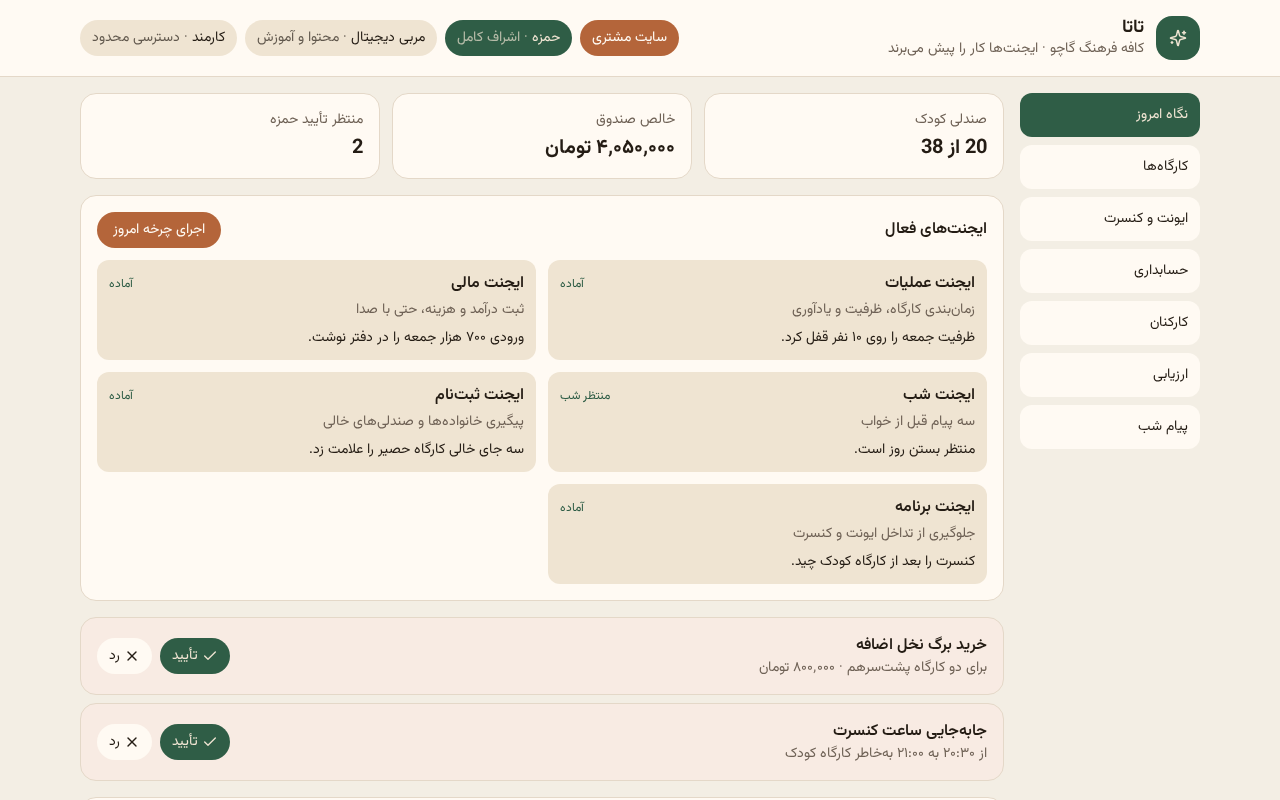 تاتا
کافه فرهنگ گاچو · ایجنت‌ها کار را پیش می‌برند
سایت مشتری
حمزه · اشراف کامل
مربی دیجیتال · محتوا و آموزش
کارمند · دسترسی محدود
نگاه امروز
کارگاه‌ها
ایونت و کنسرت
حسابداری
کارکنان
ارزیابی
پیام شب
صندلی کودک
20 از 38
خالص صندوق
۴,۰۵۰,۰۰۰ تومان
منتظر تأیید حمزه
2
ایجنت‌های فعال
اجرای چرخه امروز
ایجنت عملیات
آماده
زمان‌بندی کارگاه، ظرفیت و یادآوری
ظرفیت جمعه را روی ۱۰ نفر قفل کرد.
ایجنت مالی
آماده
ثبت درآمد و هزینه، حتی با صدا
ورودی ۷۰۰ هزار جمعه را در دفتر نوشت.
ایجنت شب
منتظر شب
سه پیام قبل از خواب
منتظر بستن روز است.
ایجنت ثبت‌نام
آماده
پیگیری خانواده‌ها و صندلی‌های خالی
سه جای خالی کارگاه حصیر را علامت زد.
ایجنت برنامه
آماده
جلوگیری از تداخل ایونت و کنسرت
کنسرت را بعد از کارگاه کودک چید.
خرید برگ نخل اضافه
برای دو کارگاه پشت‌سرهم · ۸۰۰,۰۰۰ تومان
تأیید
رد
جابه‌جایی ساعت کنسرت
از ۲۰:۳۰ به ۲۱:۰۰ به‌خاطر کارگاه کودک
تأیید
رد